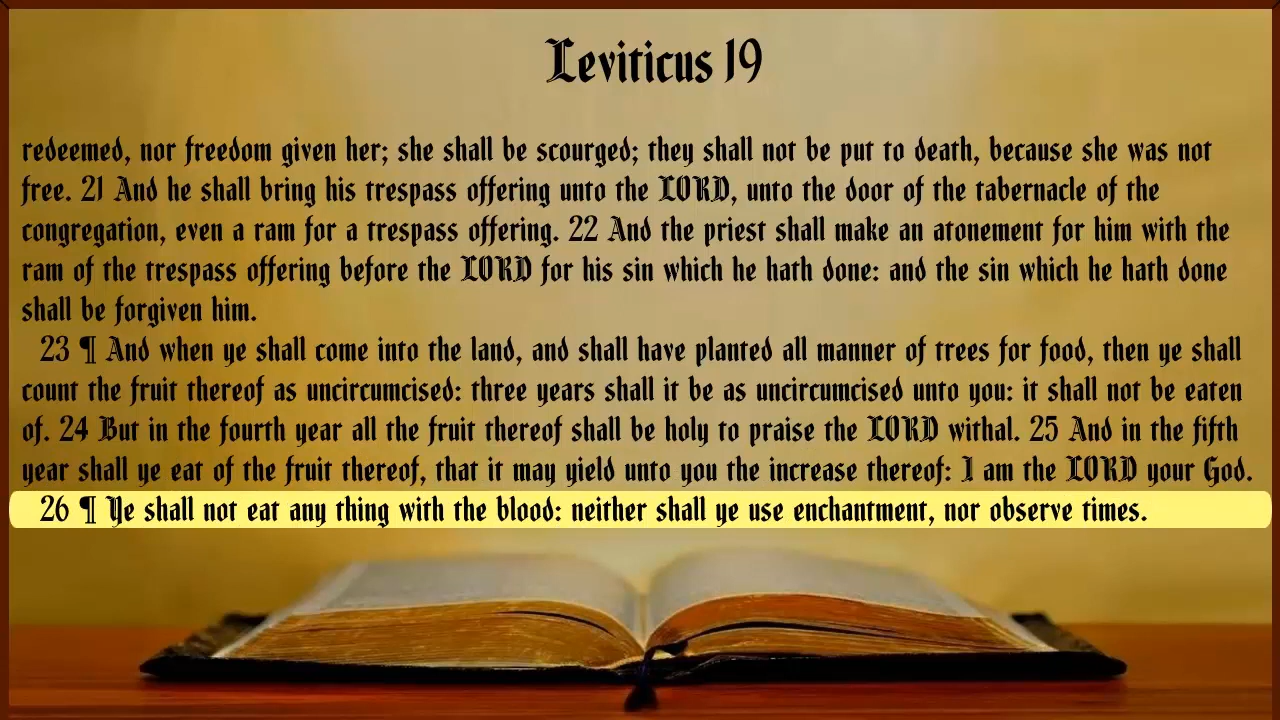 Leviticus 19
redeemed, nor freedom given her; she shall be scourged; they shall not be put to death, because she was not
free. 21 And he shall bring his trespass offering unto the LORD, unto the door of the tabernacle of the
congregation, even a ram for a trespass offering. 22 And the priest shall make an atonement for him with the
ram of the trespass offering before the LORD for his sin which he hath done: and the sin which he hath done
shall be forgiven him.
23 ¶ And when ye shall come into the land, and shall have planted all manner of trees for food, then ye shall
count the fruit thereof as uncircumcised: three years shall it be as uncircumcised unto you: it shall not be eaten
of. 24 But in the fourth year all the fruit thereof shall be holy to praise the LORD withal. 25 And in the fifth
year shall ye eat of the fruit thereof, that it may yield unto you the increase thereof: I am the LORD your God.
26 ¶ Ye shall not eat any thing with the blood: neither shall ye use enchantment, nor observe times.